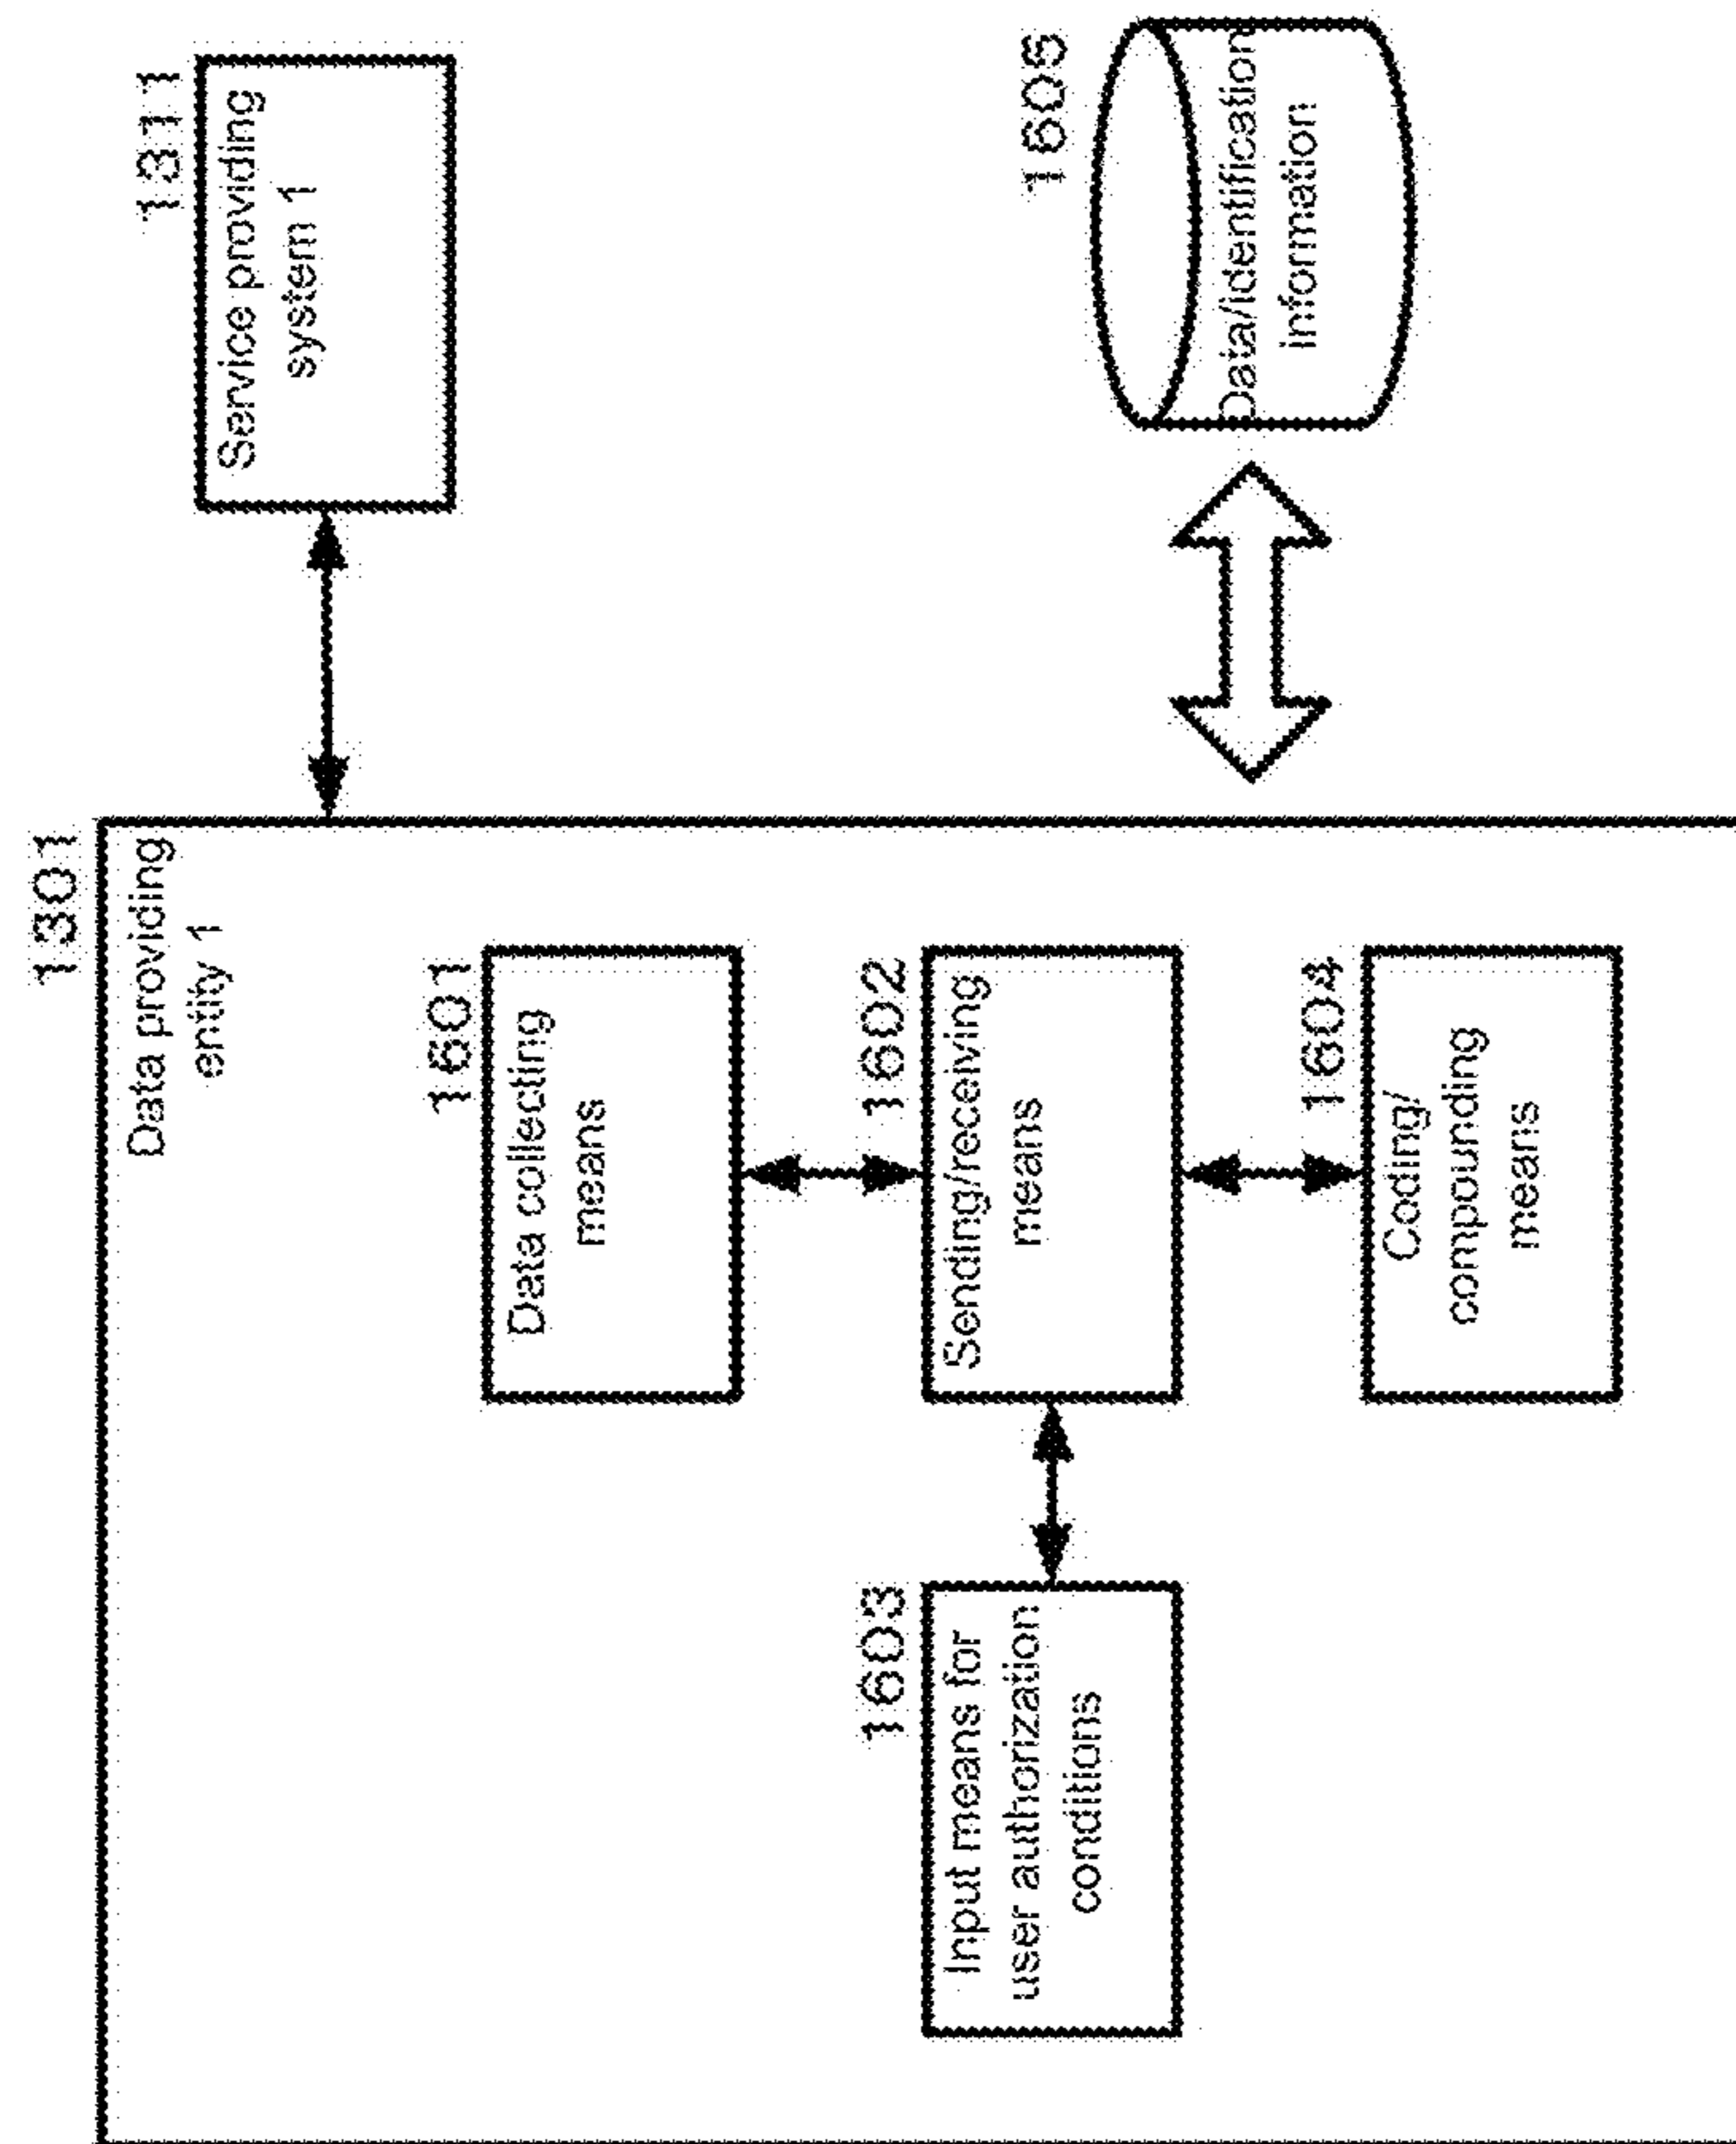 1301
Data providing
entity 1
1601
Data collecting
means
1602
Sending/receiving
means
1603
Input means for
user authorization
conditions
1604
Coding/
compounding
means
1311
Service providing
system 1
1605
Data/identification
information